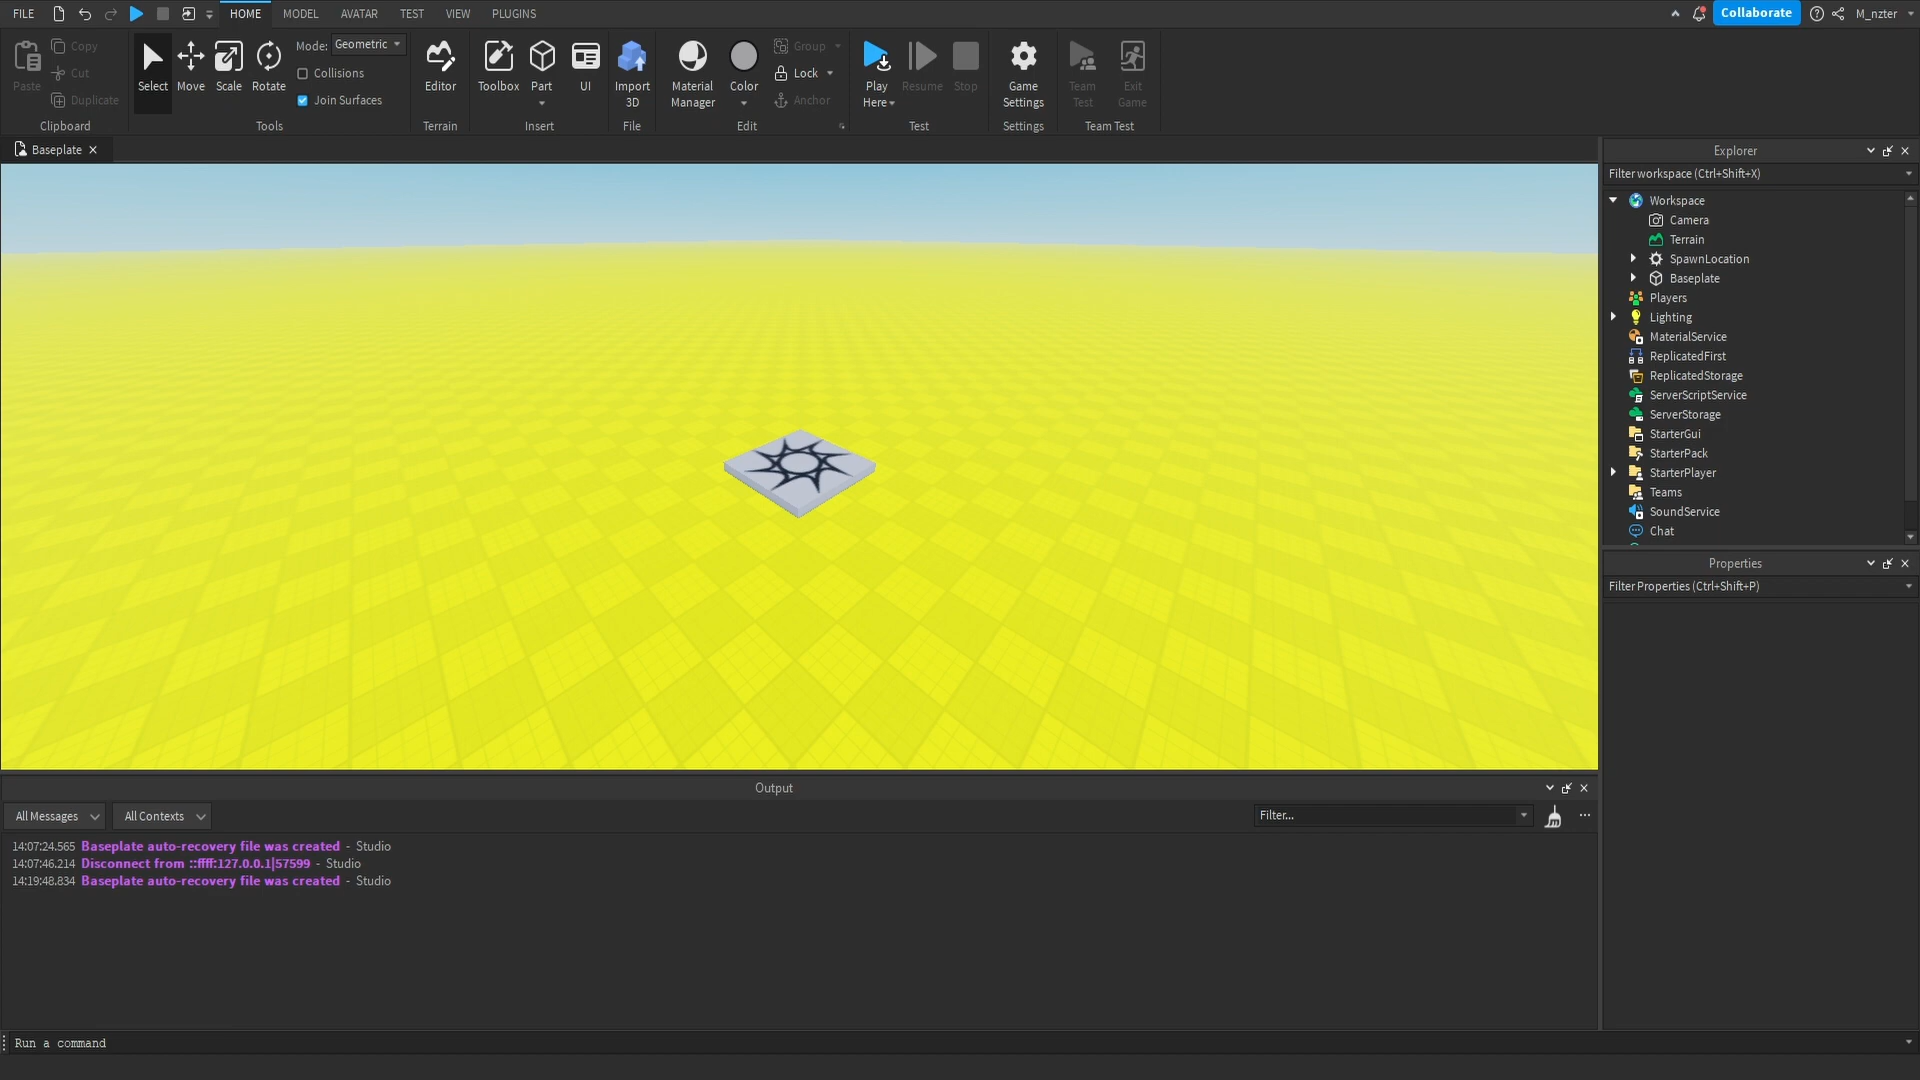 FILE HOME MODEL AVATAR TEST VIEW PLUGINS Collaborate M_nzter
Paste
Copy
Cut
Duplicate
Clipboard
Select Move Scale Rotate
Mode: Geometric
Collisions
Join Surfaces
Tools
Editor
Terrain
Toolbox Part UI
Insert
Import
3D
File
Material
Manager
Color
Group
Lock
Anchor
Edit
Play
Here
Resume Stop
Test
Game
Settings
Settings
Team
Test
Exit
Game
Team Test
Baseplate
Explorer
Filter workspace (Ctrl+Shift+X)
Workspace
Camera
Terrain
SpawnLocation
Baseplate
Players
Lighting
MaterialService
ReplicatedFirst
ReplicatedStorage
ServerScriptService
ServerStorage
StarterGui
StarterPack
StarterPlayer
Teams
SoundService
Chat
Properties
Filter Properties (Ctrl+Shift+P)
Output
All Messages All Contexts Filter...
14:07:24.565 Baseplate auto-recovery file was created - Studio
14:07:46.214 Disconnect from ::ffff:127.0.0.1|57599 - Studio
14:19:48.834 Baseplate auto-recovery file was created - Studio
Run a command